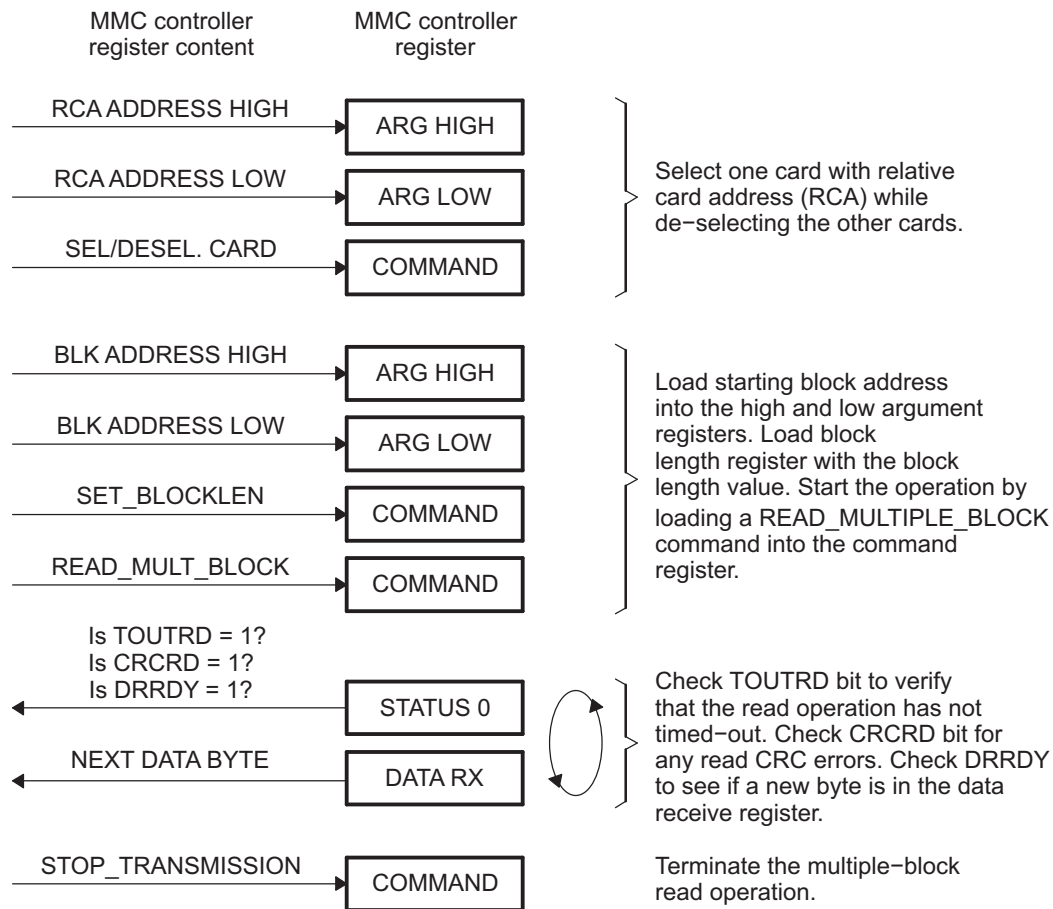 MMC controller
register content
MMC controller
register
RCA ADDRESS HIGH
ARG HIGH
RCA ADDRESS LOW
ARG LOW
SEL/DESEL. CARD
COMMAND
Select one card with relative
card address (RCA) while
de−selecting the other cards.
BLK ADDRESS HIGH
ARG HIGH
BLK ADDRESS LOW
ARG LOW
SET_BLOCKLEN
COMMAND
READ_MULT_BLOCK
COMMAND
Load starting block address
into the high and low argument
registers. Load block
length register with the block
length value. Start the operation by
loading a READ_MULTIPLE_BLOCK
command into the command
register.
Is TOUTRD = 1?
Is CRCRD = 1?
Is DRRDY = 1?
STATUS 0
NEXT DATA BYTE
DATA RX
Check TOUTRD bit to verify
that the read operation has not
timed−out. Check CRCRD bit for
any read CRC errors. Check DRRDY
to see if a new byte is in the data
receive register.
STOP_TRANSMISSION
COMMAND
Terminate the multiple−block
read operation.